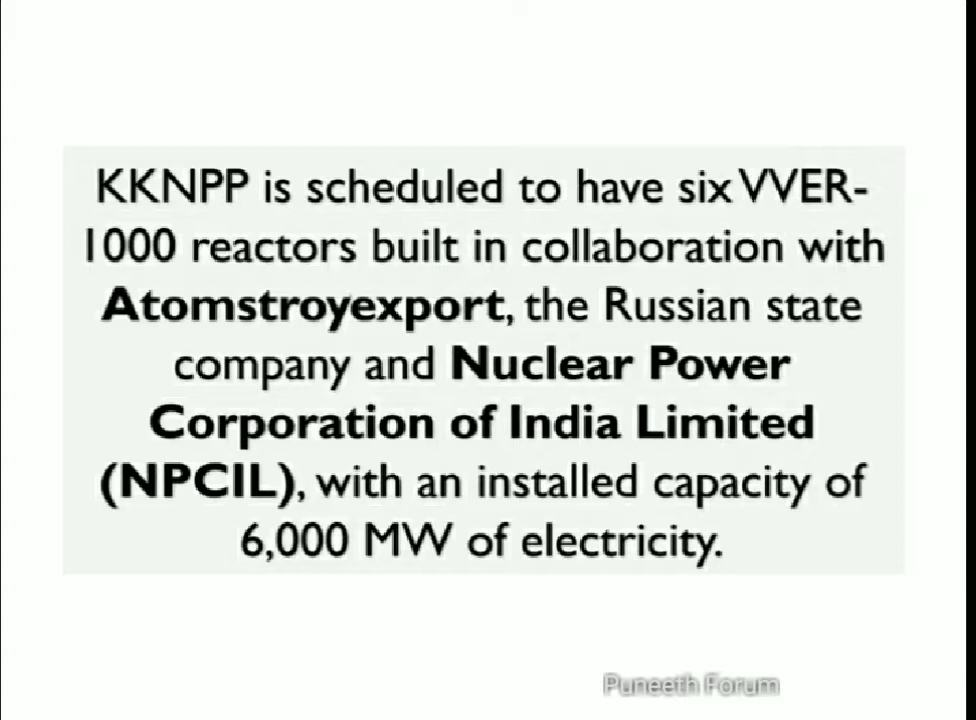 KKNPP is scheduled to have six VVER-
1000 reactors built in collaboration with
Atomstroyexport, the Russian state
company and Nuclear Power
Corporation of India Limited
(NPCIL), with an installed capacity of
6,000 MW of electricity.
Puneeth Forum